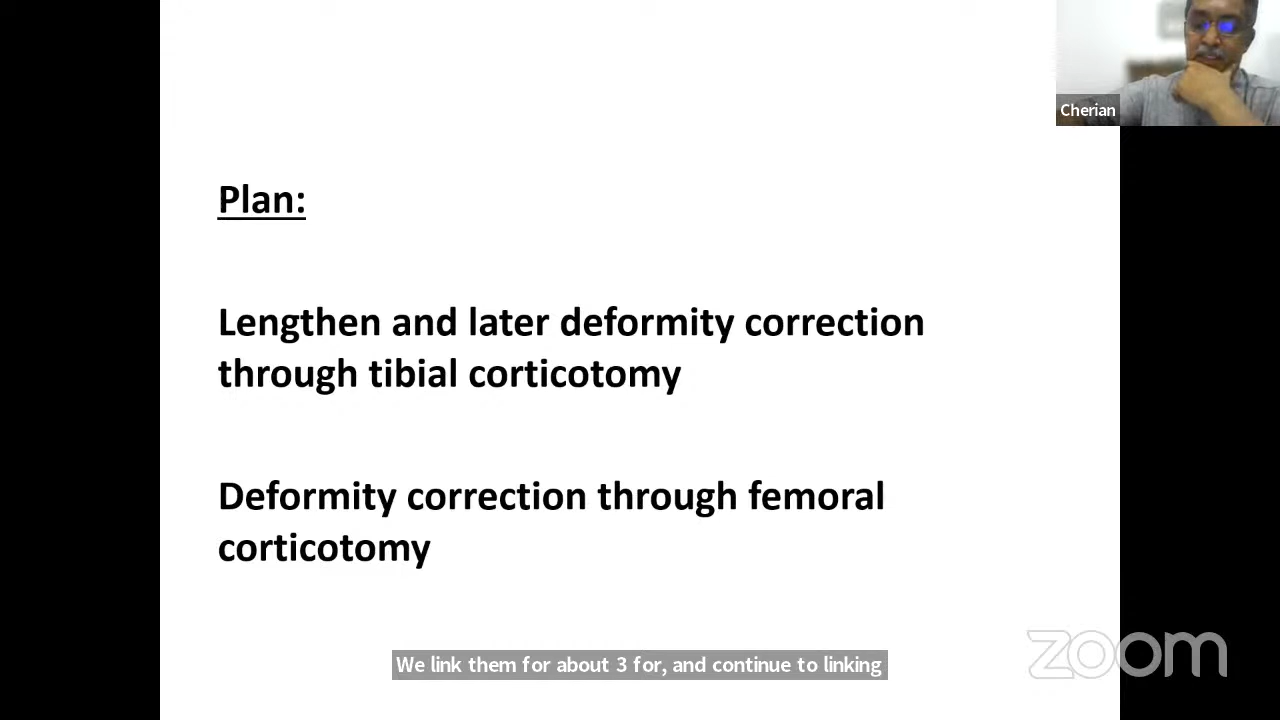 Cherian
Plan:
Lengthen and later deformity correction
through tibial corticotomy
Deformity correction through femoral
corticotomy
We link them for about 3 for, and continue to linking
zoom